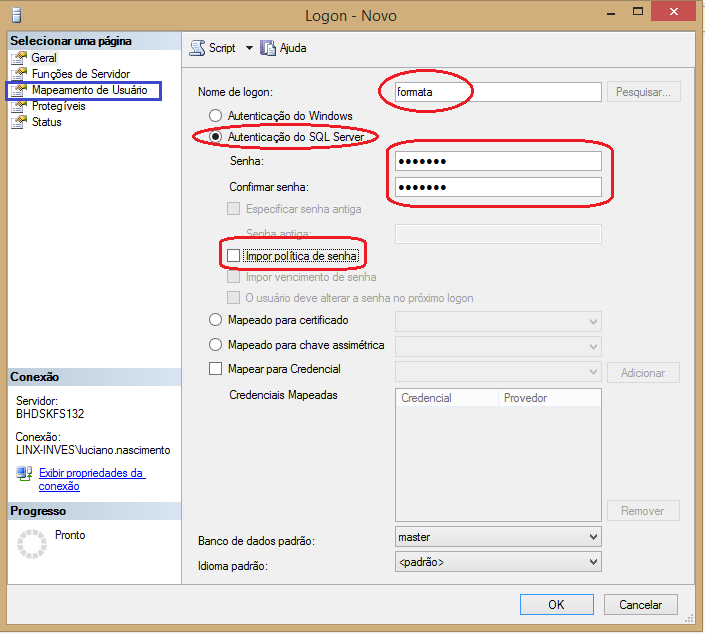 Logon - Novo
Selecionar uma página
Geral
Funções de Servidor
Mapeamento de Usuário
Protegíveis
Status
Script
Ajuda
Nome de logon:
formata
Pesquisar...
Autenticação do Windows
Autenticação do SQL Server
Senha:
●●●●●●●
Confirmar senha:
●●●●●●●
Especificar senha antiga
Senha antiga:
Impor política de senha
Impor vencimento de senha
O usuário deve alterar a senha no próximo logon
Mapeado para certificado
Mapeado para chave assimétrica
Mapear para Credencial
Adicionar
Credenciais Mapeadas
Credencial
Provedor
Remover
Banco de dados padrão:
master
Idioma padrão:
<padrão>
Conexão
Servidor:
BHDSKFS132
Conexão:
LINX-INVES\luciano.nascimento
Exibir propriedades da
conexão
Progresso
Pronto
OK
Cancelar